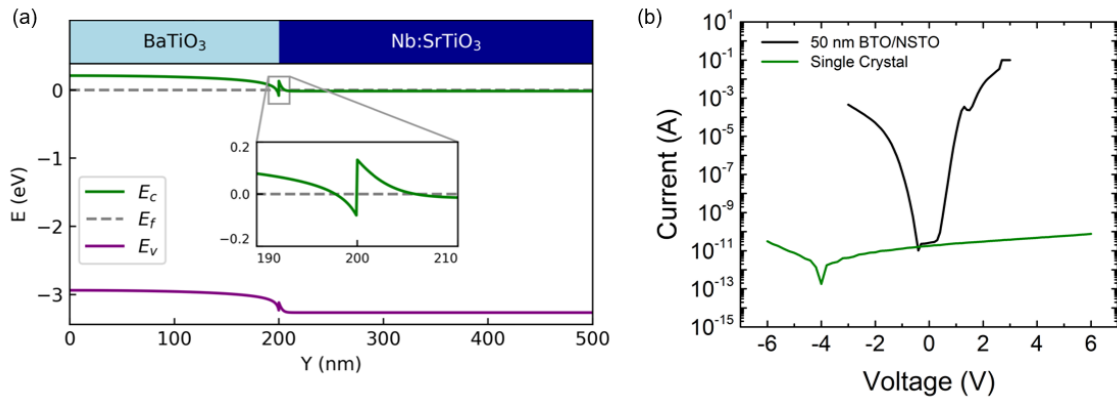 (a)
BaTiO3 Nb:SrTiO3
E (eV)
0
−1
−2
−3
Ec
Ef
Ev
0.2
0.0
−0.2
190 200 210
0 100 200 300 400 500
Y (nm)
(b)
Current (A)
10^1
10^-1
10^-3
10^-5
10^-7
10^-9
10^-11
10^-13
10^-15
50 nm BTO/NSTO
Single Crystal
-6 -4 -2 0 2 4 6
Voltage (V)